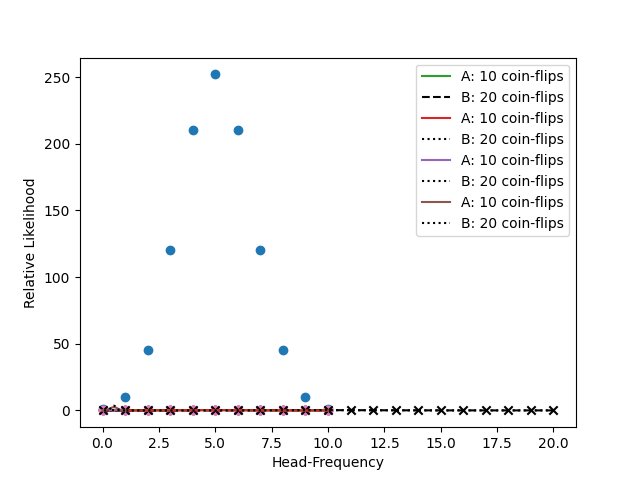 A: 10 coin-flips
B: 20 coin-flips
A: 10 coin-flips
B: 20 coin-flips
A: 10 coin-flips
B: 20 coin-flips
A: 10 coin-flips
B: 20 coin-flips
250
200
150
100
50
0
Relative Likelihood
0.0 2.5 5.0 7.5 10.0 12.5 15.0 17.5 20.0
Head-Frequency